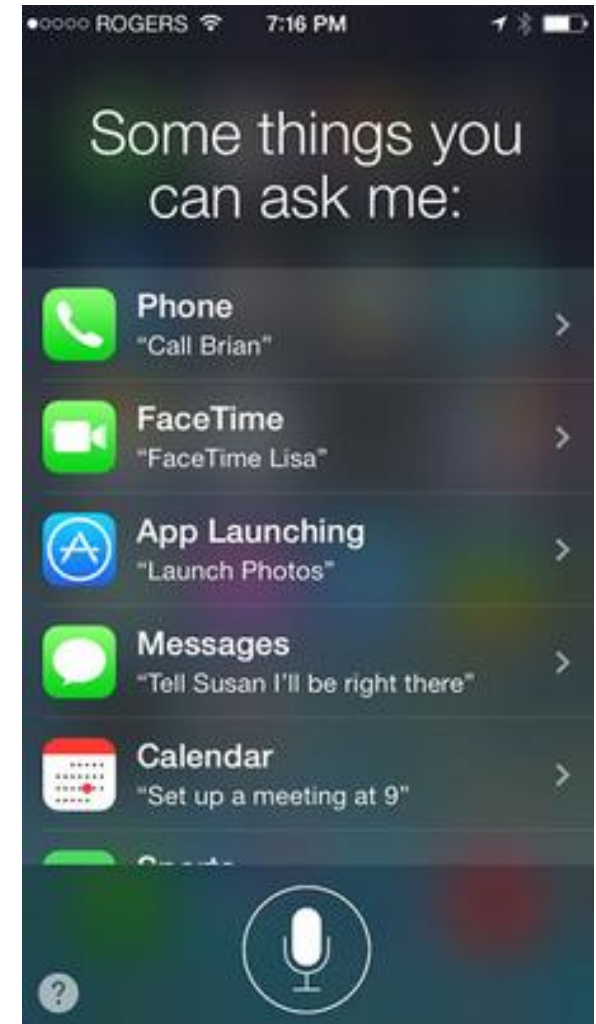 ROGERS 7:16 PM
Some things you
can ask me:
Phone
“Call Brian”
FaceTime
“FaceTime Lisa”
App Launching
“Launch Photos”
Messages
“Tell Susan I’ll be right there”
Calendar
“Set up a meeting at 9”
?